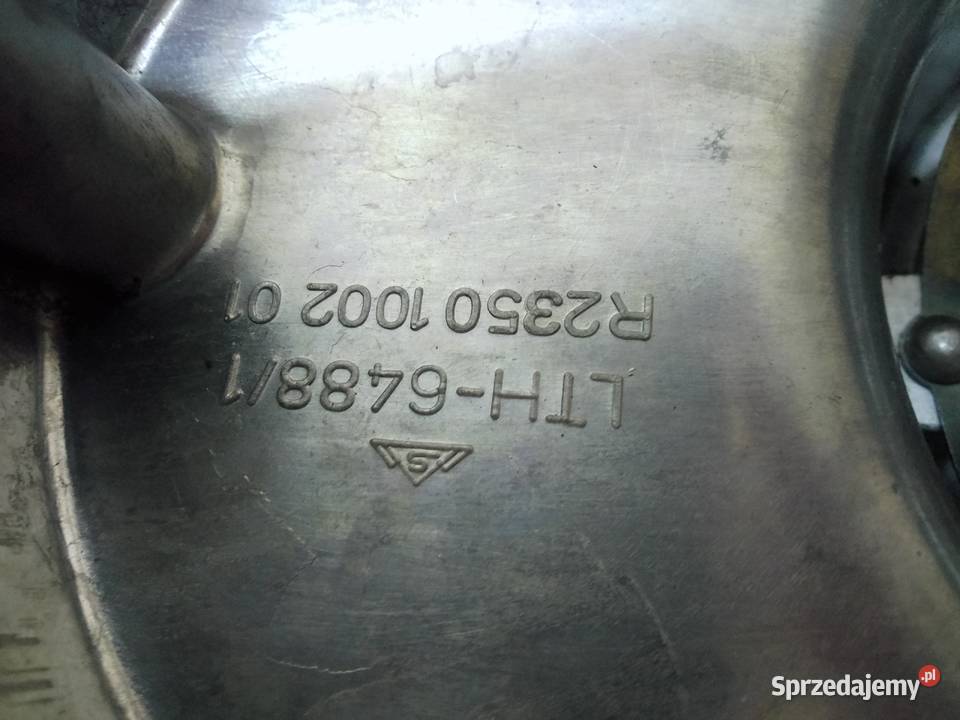 S
LTH-6488/1
R2350 1002 01
Sprzedajemy.pl